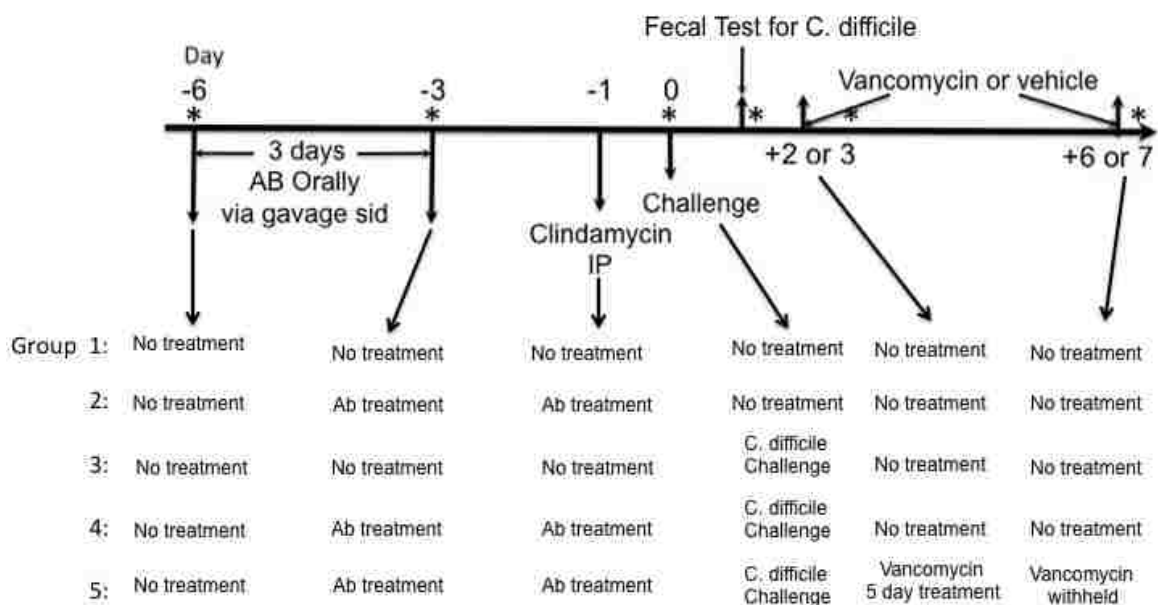 Fecal Test for C. difficile
Day
-6 -3 -1 0 Vancomycin or vehicle
* * * * * *
3 days +2 or 3 +6 or 7
AB Orally
via gavage sid
Challenge
Clindamycin
IP
Group 1: No treatment No treatment No treatment No treatment No treatment No treatment
2: No treatment Ab treatment Ab treatment No treatment No treatment No treatment
3: No treatment No treatment No treatment C. difficile Challenge No treatment No treatment
4: No treatment Ab treatment Ab treatment C. difficile Challenge No treatment No treatment
5: No treatment Ab treatment Ab treatment C. difficile Challenge Vancomycin 5 day treatment Vancomycin withheld